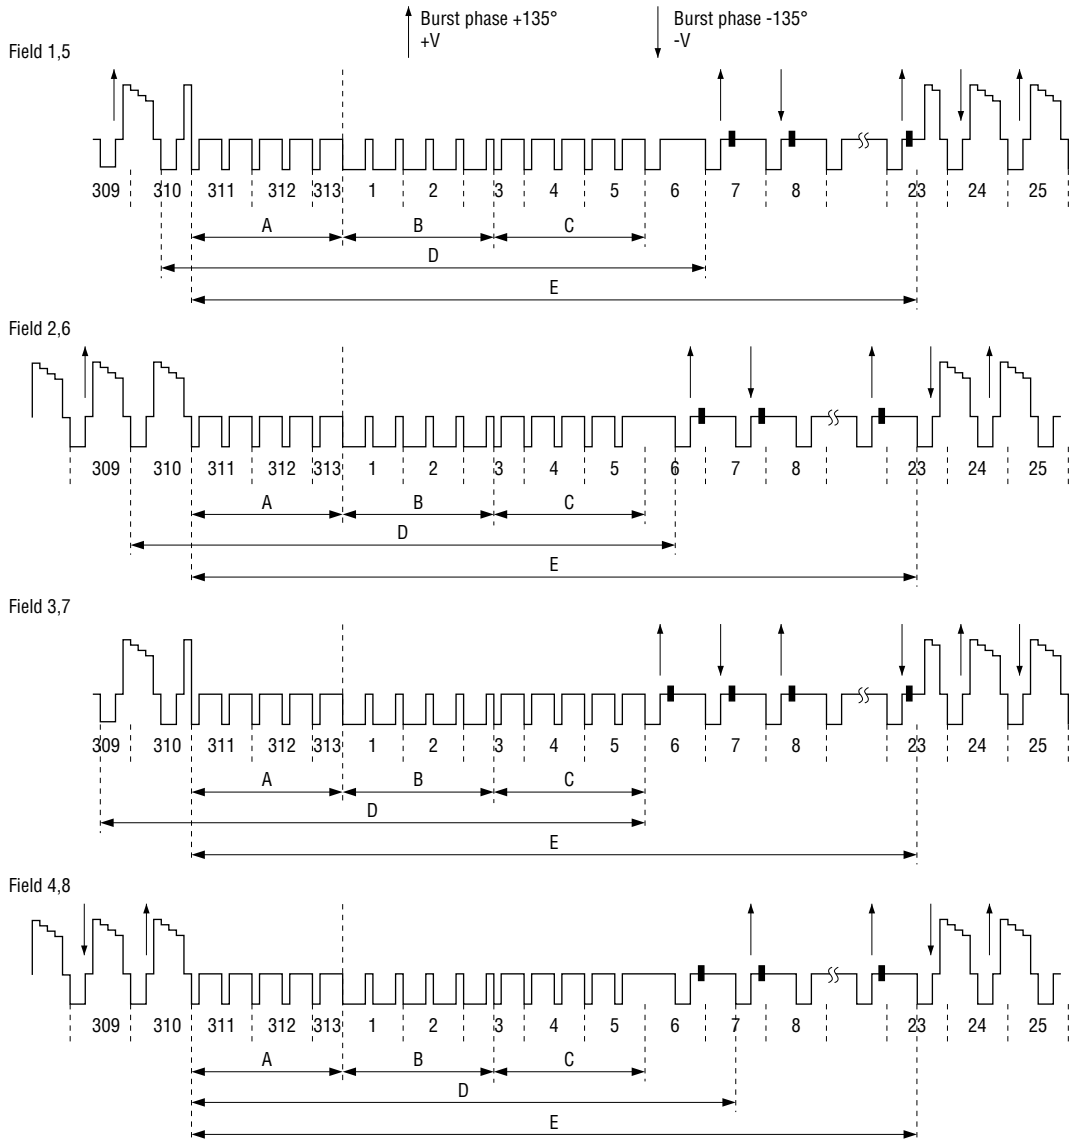 Burst phase +135°
+V
Burst phase -135°
-V
Field 1,5
309 310 311 312 313 1 2 3 4 5 6 7 8 23 24 25
A B C
D
E
Field 2,6
309 310 311 312 313 1 2 3 4 5 6 7 8 23 24 25
A B C
D
E
Field 3,7
309 310 311 312 313 1 2 3 4 5 6 7 8 23 24 25
A B C
D
E
Field 4,8
309 310 311 312 313 1 2 3 4 5 6 7 8 23 24 25
A B C
D
E